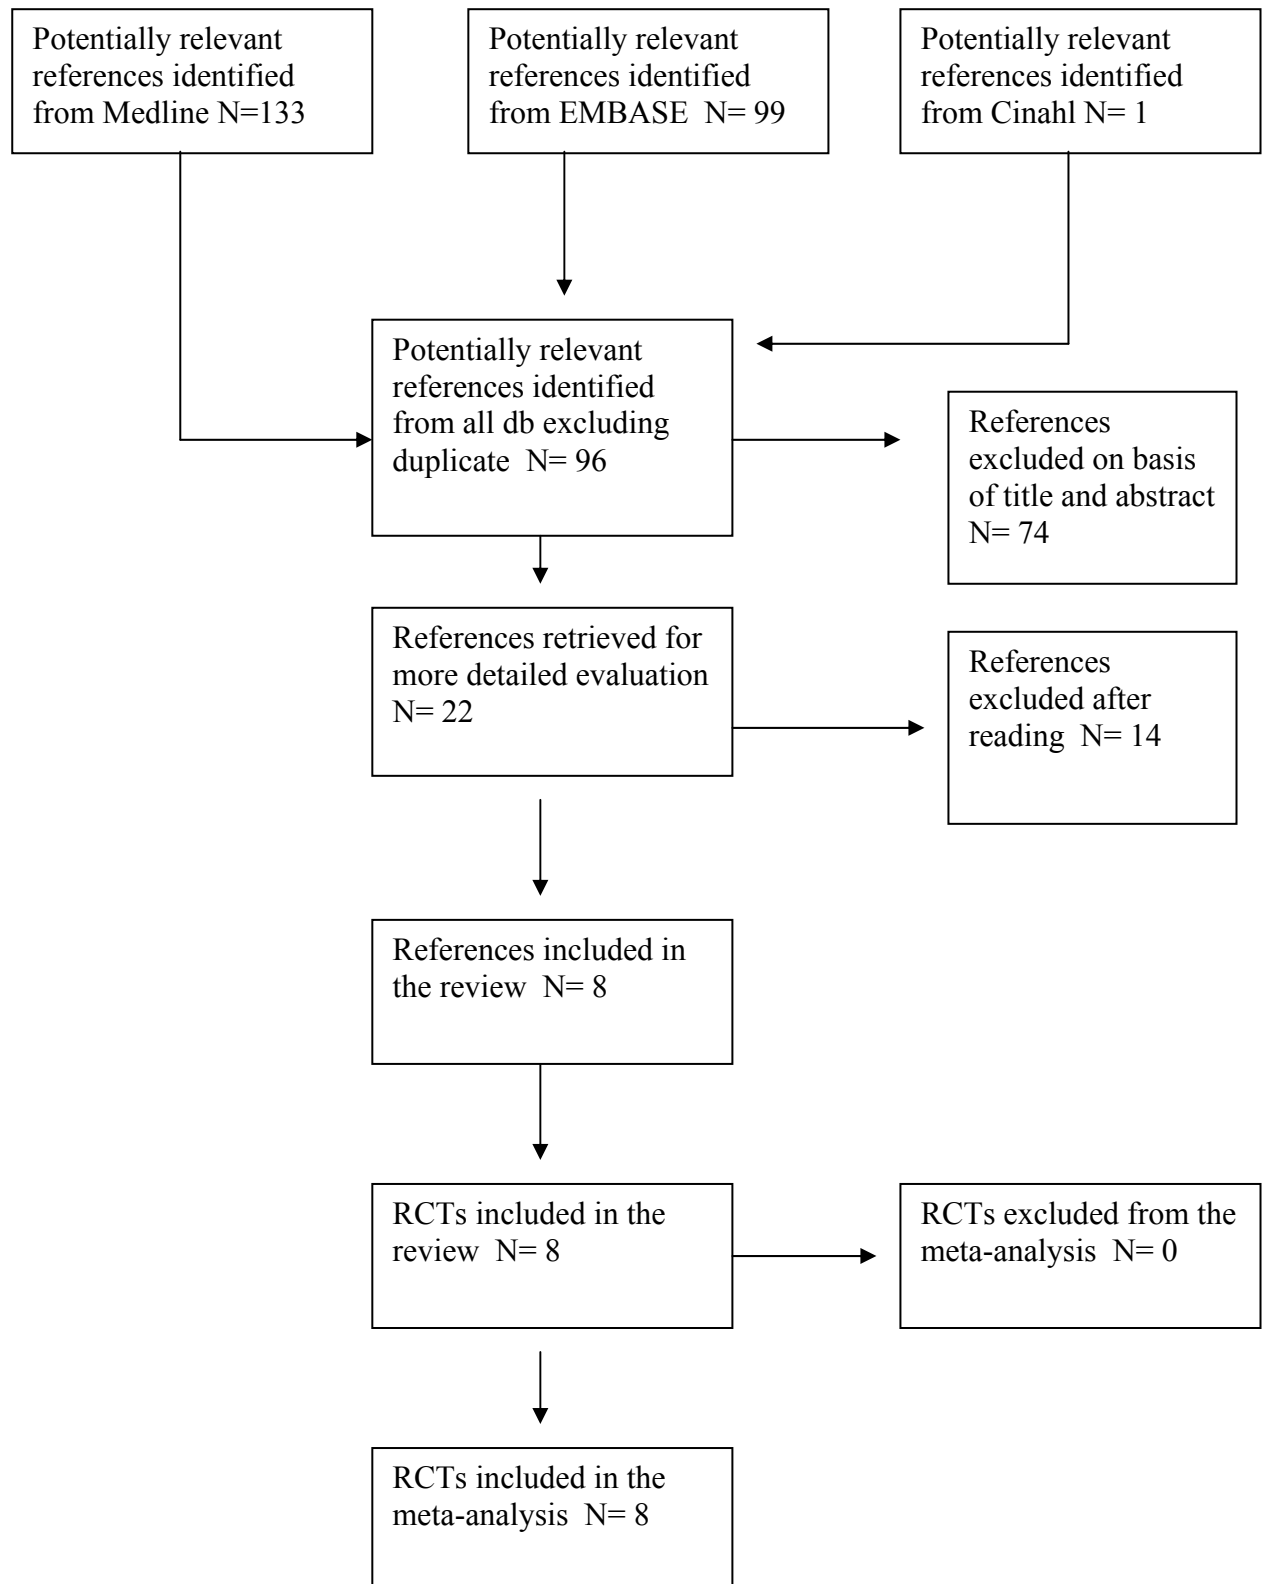 Potentially relevant
references identified
from Medline N=133
Potentially relevant
references identified
from EMBASE  N= 99
Potentially relevant
references identified
from Cinahl N= 1
Potentially relevant
references identified
from all db excluding
duplicate  N= 96
References
excluded on basis
of title and abstract
N= 74
References retrieved for
more detailed evaluation
N= 22
References
excluded after
reading  N= 14
References included in
the review  N= 8
RCTs included in the
review  N= 8
RCTs excluded from the
meta-analysis  N= 0
RCTs included in the
meta-analysis  N= 8